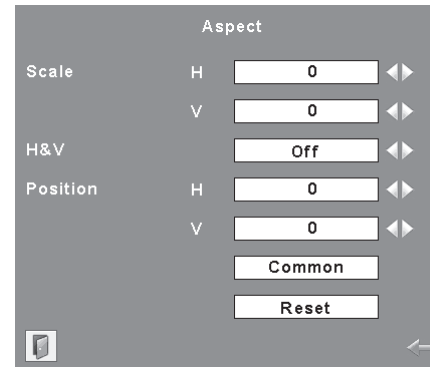 Aspect
Scale H 0
V 0
H&V Off
Position H 0
V 0
Common
Reset